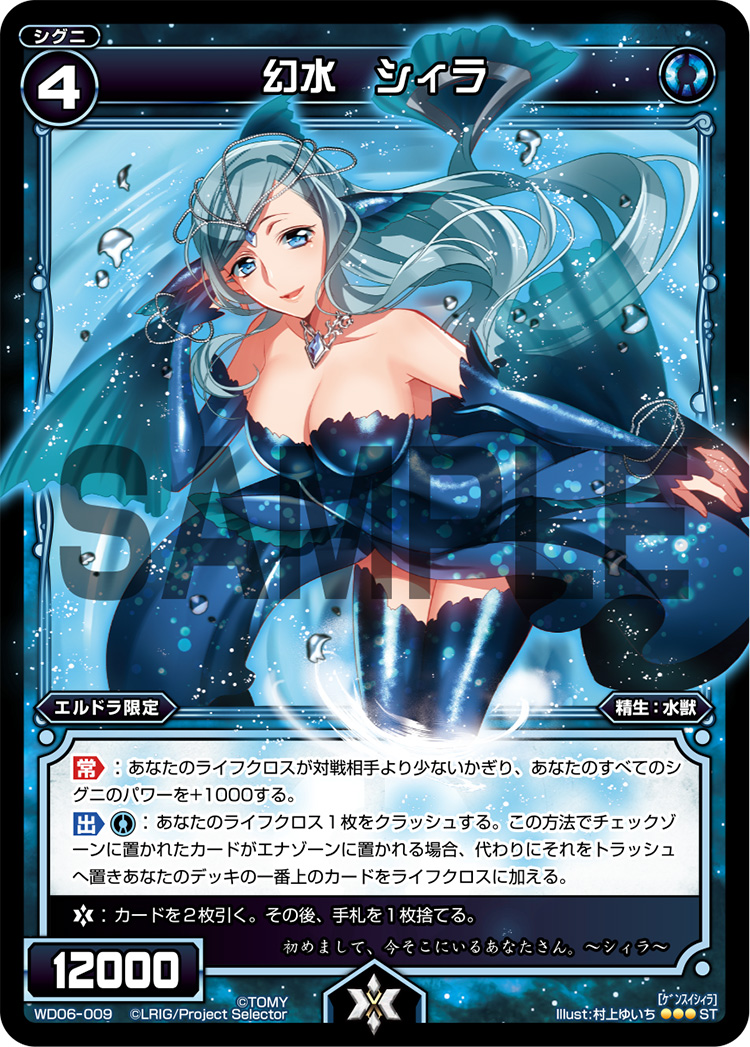 シグニ
4
幻水　シィラ
SAMPLE
エルドラ限定
精生：水獣
常：あなたのライフクロスが対戦相手より少ないかぎり、あなたのすべてのシ
グニのパワーを+1000する。
出：あなたのライフクロス１枚をクラッシュする。この方法でチェックゾ
ーンに置かれたカードがエナゾーンに置かれる場合、代わりにそれをトラッシュ
へ置きあなたのデッキの一番上のカードをライフクロスに加える。
：カードを２枚引く。その後、手札を１枚捨てる。
初めまして、今そこにいるあなたさん。～シィラ～
12000
WD06-009 ©LRIG/Project Selector
©TOMY
[ｹﾞﾝｽｲｼｨﾗ]
Illust:村上ゆいち
ST